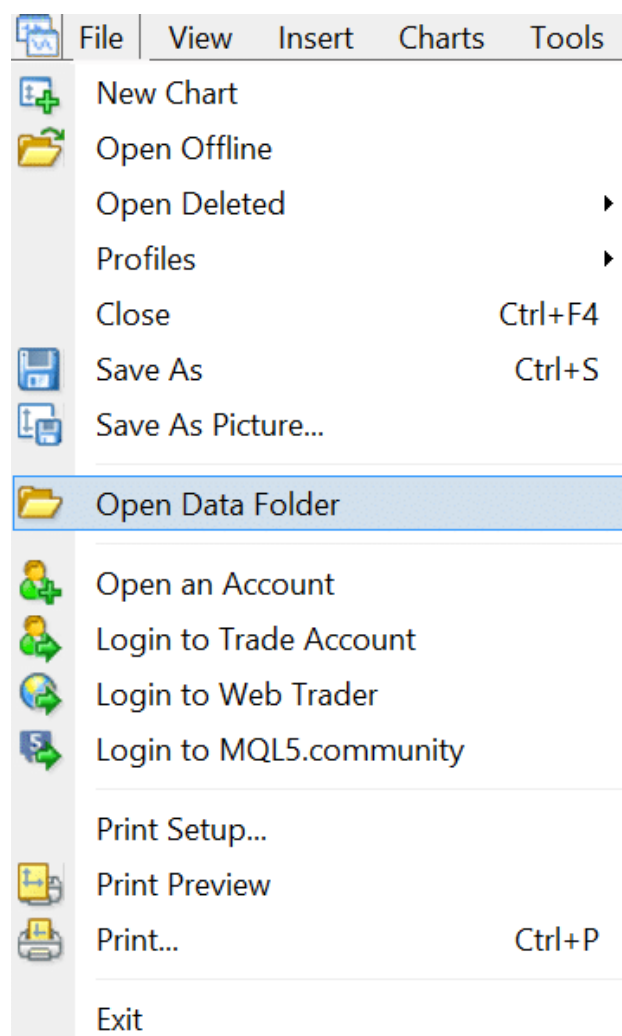 File View Insert Charts Tools
New Chart
Open Offline
Open Deleted
Profiles
Close Ctrl+F4
Save As Ctrl+S
Save As Picture...
Open Data Folder
Open an Account
Login to Trade Account
Login to Web Trader
Login to MQL5.community
Print Setup...
Print Preview
Print... Ctrl+P
Exit